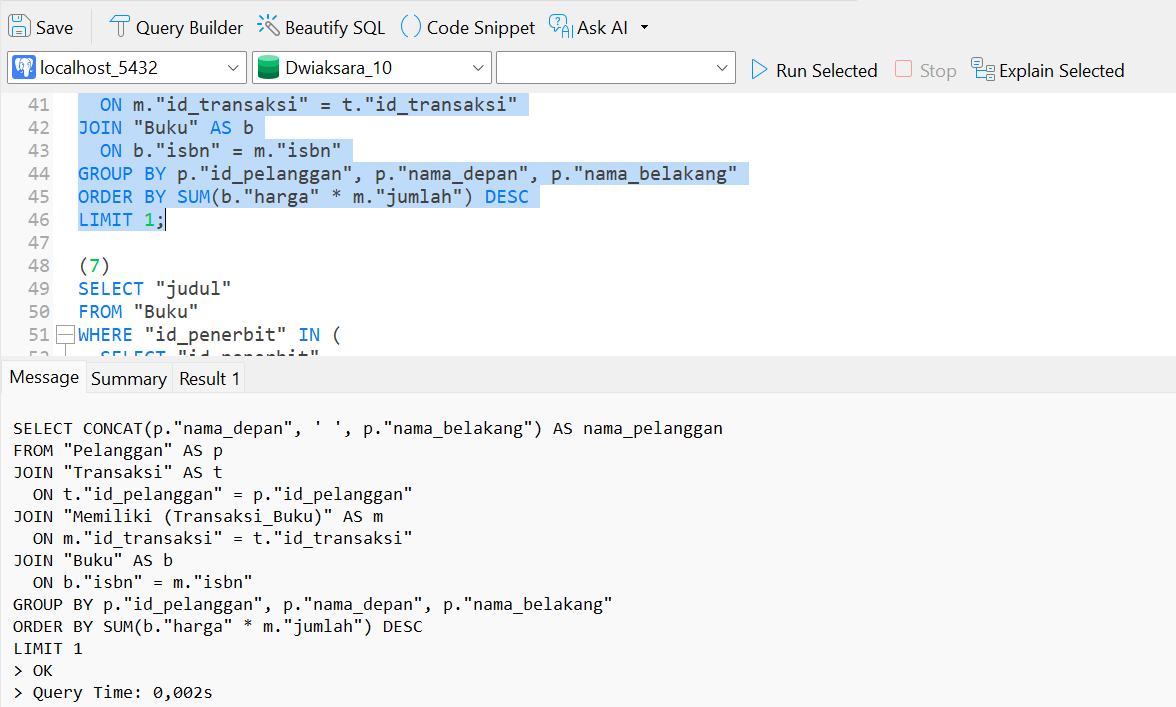 Save Query Builder Beautify SQL () Code Snippet Ask AI
localhost_5432 Dwiaksara_10 Run Selected Stop Explain Selected
41 ON m."id_transaksi" = t."id_transaksi"
42 JOIN "Buku" AS b
43 ON b."isbn" = m."isbn"
44 GROUP BY p."id_pelanggan", p."nama_depan", p."nama_belakang"
45 ORDER BY SUM(b."harga" * m."jumlah") DESC
46 LIMIT 1;
47
48 (7)
49 SELECT "judul"
50 FROM "Buku"
51 WHERE "id_penerbit" IN (
52 SELECT "id_penerbit"
Message Summary Result 1
SELECT CONCAT(p."nama_depan", ' ', p."nama_belakang") AS nama_pelanggan
FROM "Pelanggan" AS p
JOIN "Transaksi" AS t
ON t."id_pelanggan" = p."id_pelanggan"
JOIN "Memiliki (Transaksi_Buku)" AS m
ON m."id_transaksi" = t."id_transaksi"
JOIN "Buku" AS b
ON b."isbn" = m."isbn"
GROUP BY p."id_pelanggan", p."nama_depan", p."nama_belakang"
ORDER BY SUM(b."harga" * m."jumlah") DESC
LIMIT 1
> OK
> Query Time: 0,002s